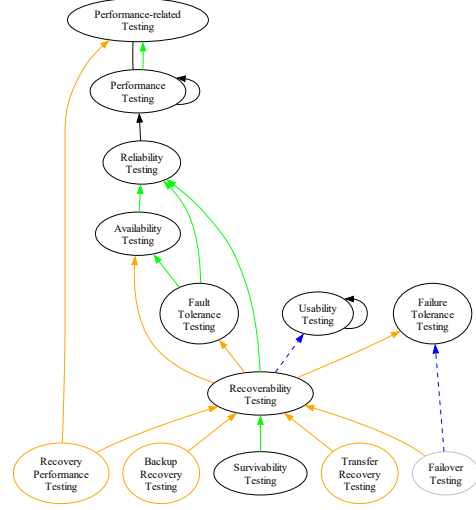 Performance-related
Testing
Performance
Testing
Reliability
Testing
Availability
Testing
Fault
Tolerance
Testing
Usability
Testing
Failure
Tolerance
Testing
Recoverability
Testing
Recovery
Performance
Testing
Backup
Recovery
Testing
Survivability
Testing
Transfer
Recovery
Testing
Failover
Testing